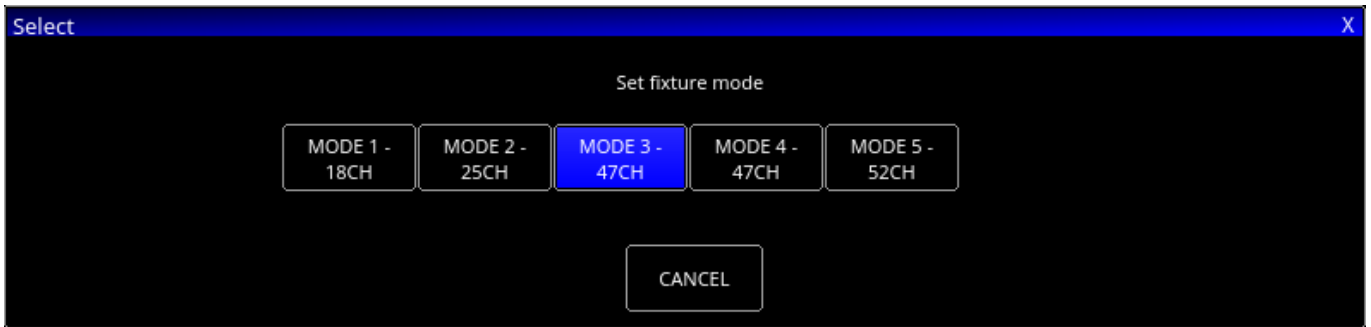 Select X
Set fixture mode
MODE 1 - MODE 2 - MODE 3 - MODE 4 - MODE 5 -
18CH 25CH 47CH 47CH 52CH
CANCEL